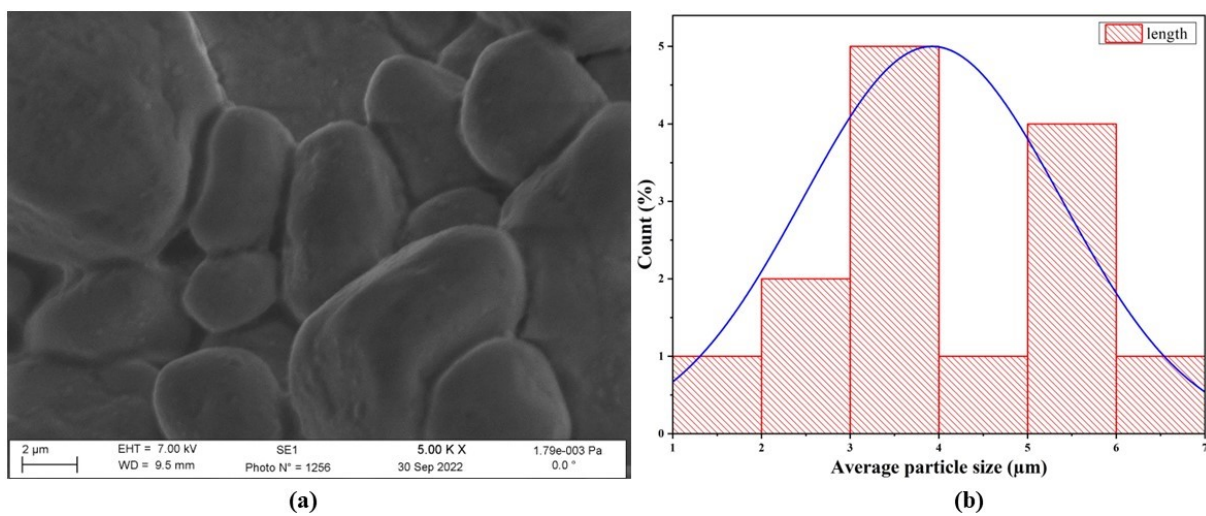 2 µm
EHT = 7.00 kV
SE1
5.00 K X
1.79e-003 Pa
WD = 9.5 mm
Photo N° = 1256
30 Sep 2022
0.0 °
(a)
length
Count (%)
5
4
3
2
1
0
1 2 3 4 5 6 7
Average particle size (µm)
(b)